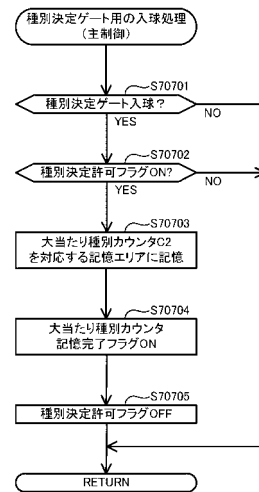 種別決定ゲート用の入球処理
(主制御)
S70701
種別決定ゲート入球?
NO
YES
S70702
種別決定許可フラグON?
NO
YES
S70703
大当たり種別カウンタC2
を対応する記憶エリアに記憶
S70704
大当たり種別カウンタ
記憶完了フラグON
S70705
種別決定許可フラグOFF
RETURN